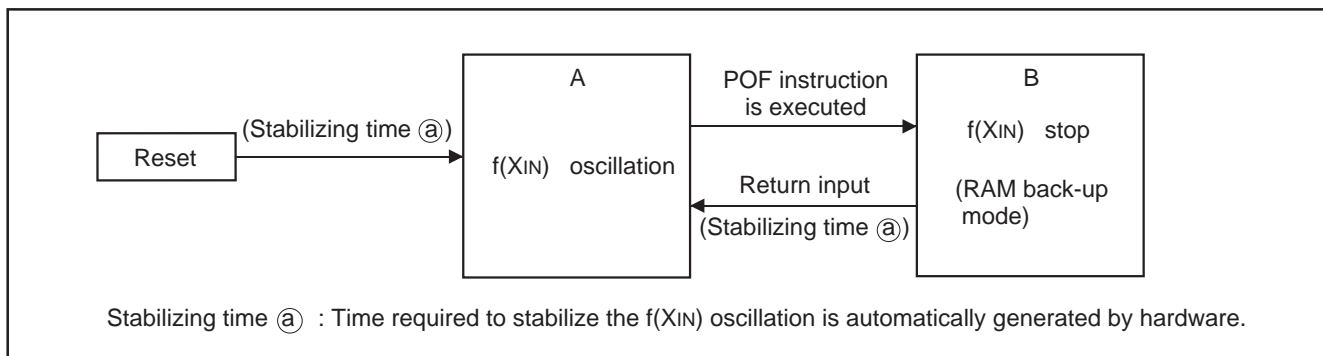 Reset
(Stabilizing time ⓐ)
A
f(XIN) oscillation
POF instruction
is executed
Return input
(Stabilizing time ⓐ)
B
f(XIN) stop
(RAM back-up
mode)
Stabilizing time ⓐ : Time required to stabilize the f(XIN) oscillation is automatically generated by hardware.